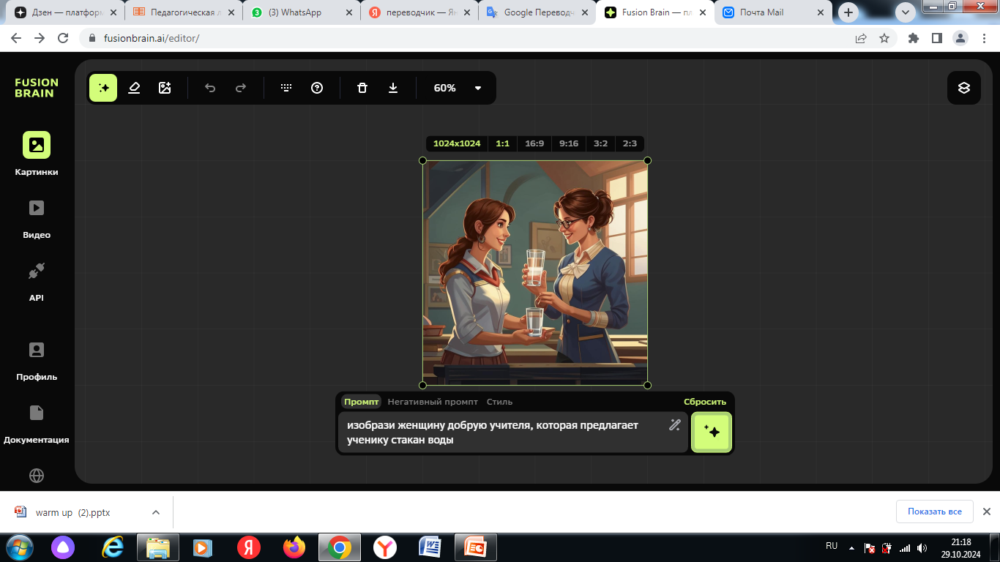 Дзен — платформ
Педагогическая л
(3) WhatsApp
переводчик — Ян
Google Переводч
Fusion Brain — пл
Почта Mail
fusionbrain.ai/editor/
FUSION
BRAIN
60%
1024x1024 1:1 16:9 9:16 3:2 2:3
Картинки
Видео
API
Профиль
Документация
Промпт Негативный промпт Стиль Сбросить
изобрази женщину добрую учителя, которая предлагает
ученику стакан воды
warm up (2).pptx
Показать все
RU
21:18
29.10.2024